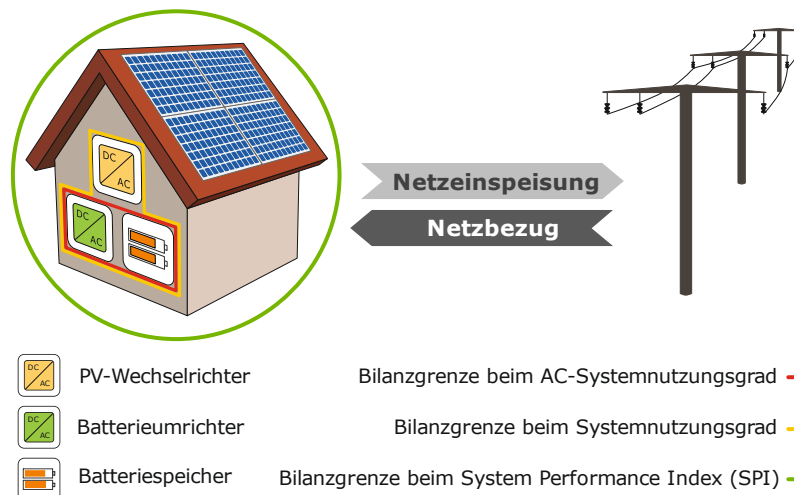 DC
AC
DC
AC
Netzeinspeisung
Netzbezug
DC
AC
PV-Wechselrichter
Bilanzgrenze beim AC-Systemnutzungsgrad
DC
AC
Batterieumrichter
Bilanzgrenze beim Systemnutzungsgrad
Batteriespeicher
Bilanzgrenze beim System Performance Index (SPI)